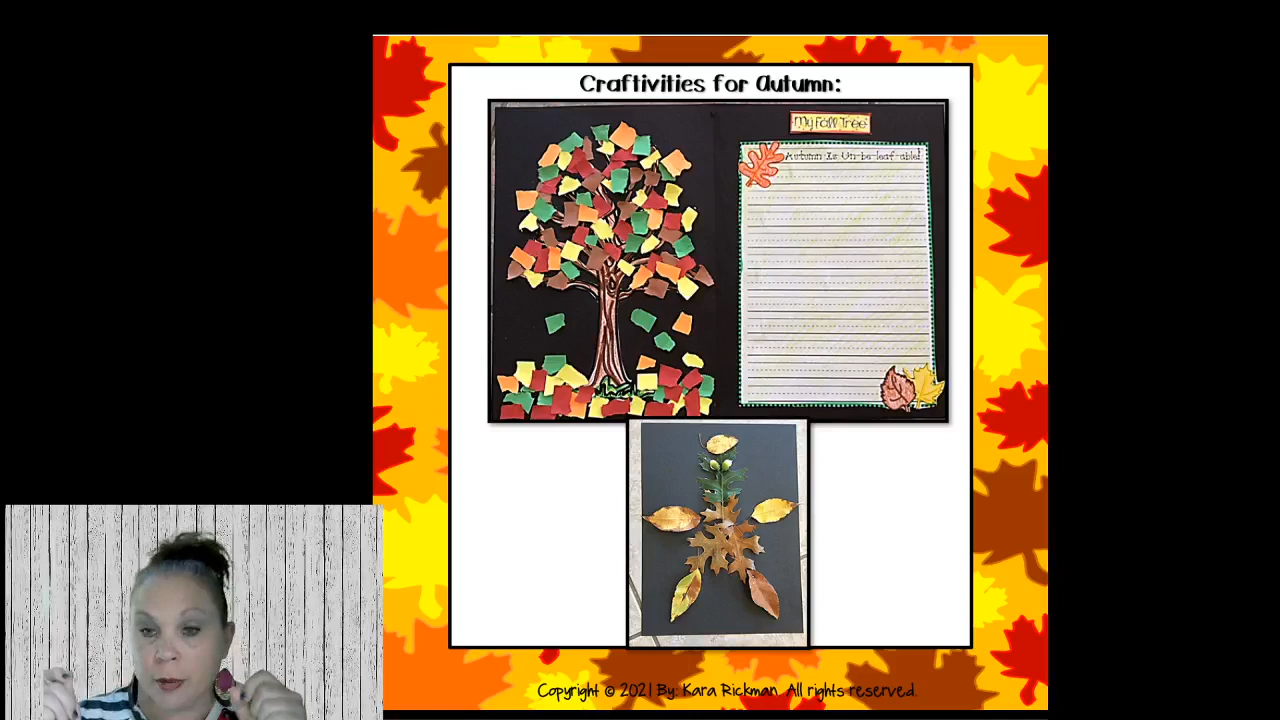 Craftivities for Autumn:
My Fall Tree
Autumn Is Un-be-leaf-able!
Copyright © 2021 By: Kara Rickman All rights reserved.